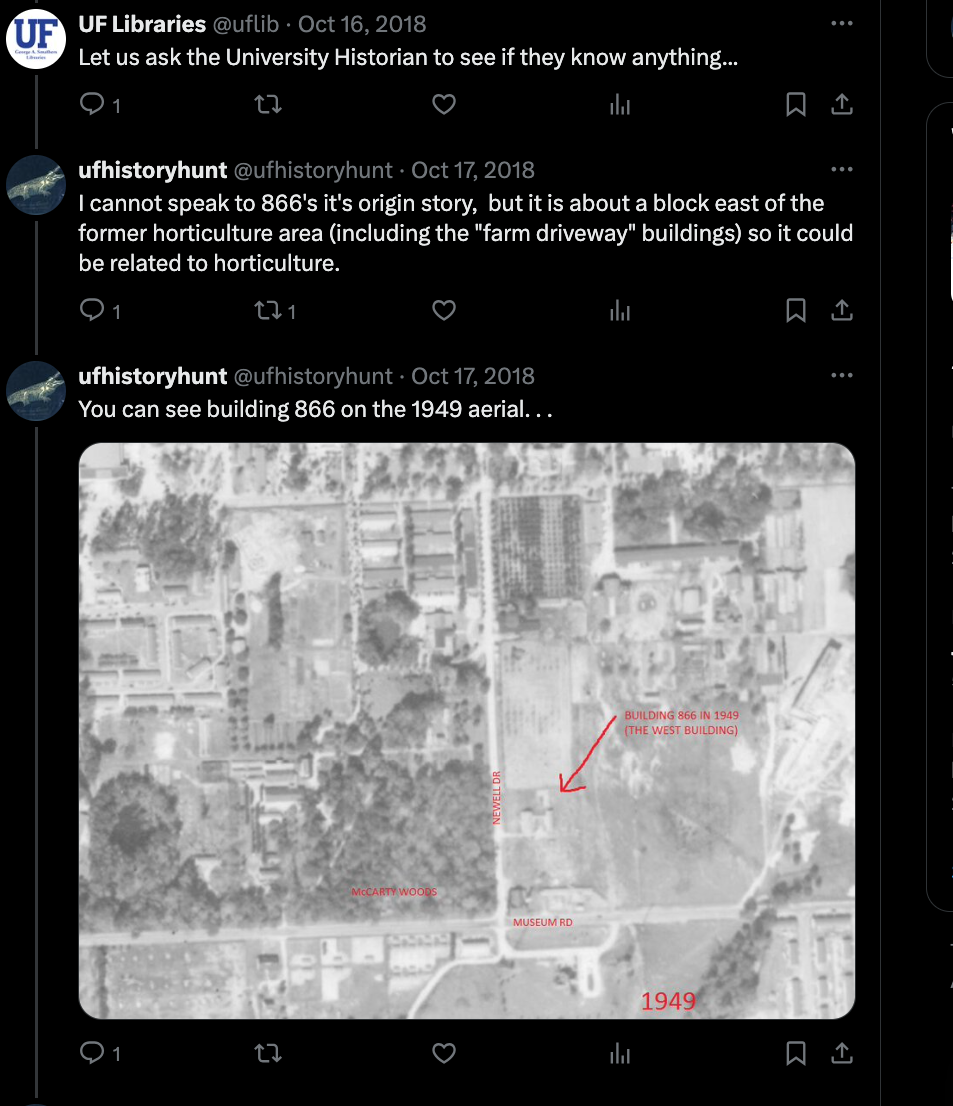 UF Libraries @uflib · Oct 16, 2018
Let us ask the University Historian to see if they know anything...
1
ufhistoryhunt @ufhistoryhunt · Oct 17, 2018
I cannot speak to 866's it's origin story,  but it is about a block east of the
former horticulture area (including the "farm driveway" buildings) so it could
be related to horticulture.
1 1
ufhistoryhunt @ufhistoryhunt · Oct 17, 2018
You can see building 866 on the 1949 aerial. . .
BUILDING 866 IN 1949
(THE WEST BUILDING)
NEWELL DR
McCARTY WOODS
MUSEUM RD
1949
1